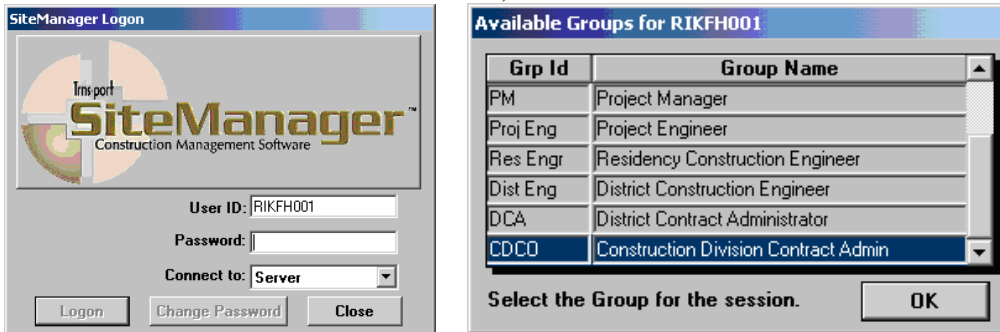 SiteManager Logon
Trns•port
SiteManager™
Construction Management Software
User ID: RIKFH001
Password:
Connect to: Server
Logon Change Password Close
Available Groups for RIKFH001
Grp Id Group Name
PM Project Manager
Proj Eng Project Engineer
Res Engr Residency Construction Engineer
Dist Eng District Construction Engineer
DCA District Contract Administrator
CDCO Construction Division Contract Admin
Select the Group for the session. OK